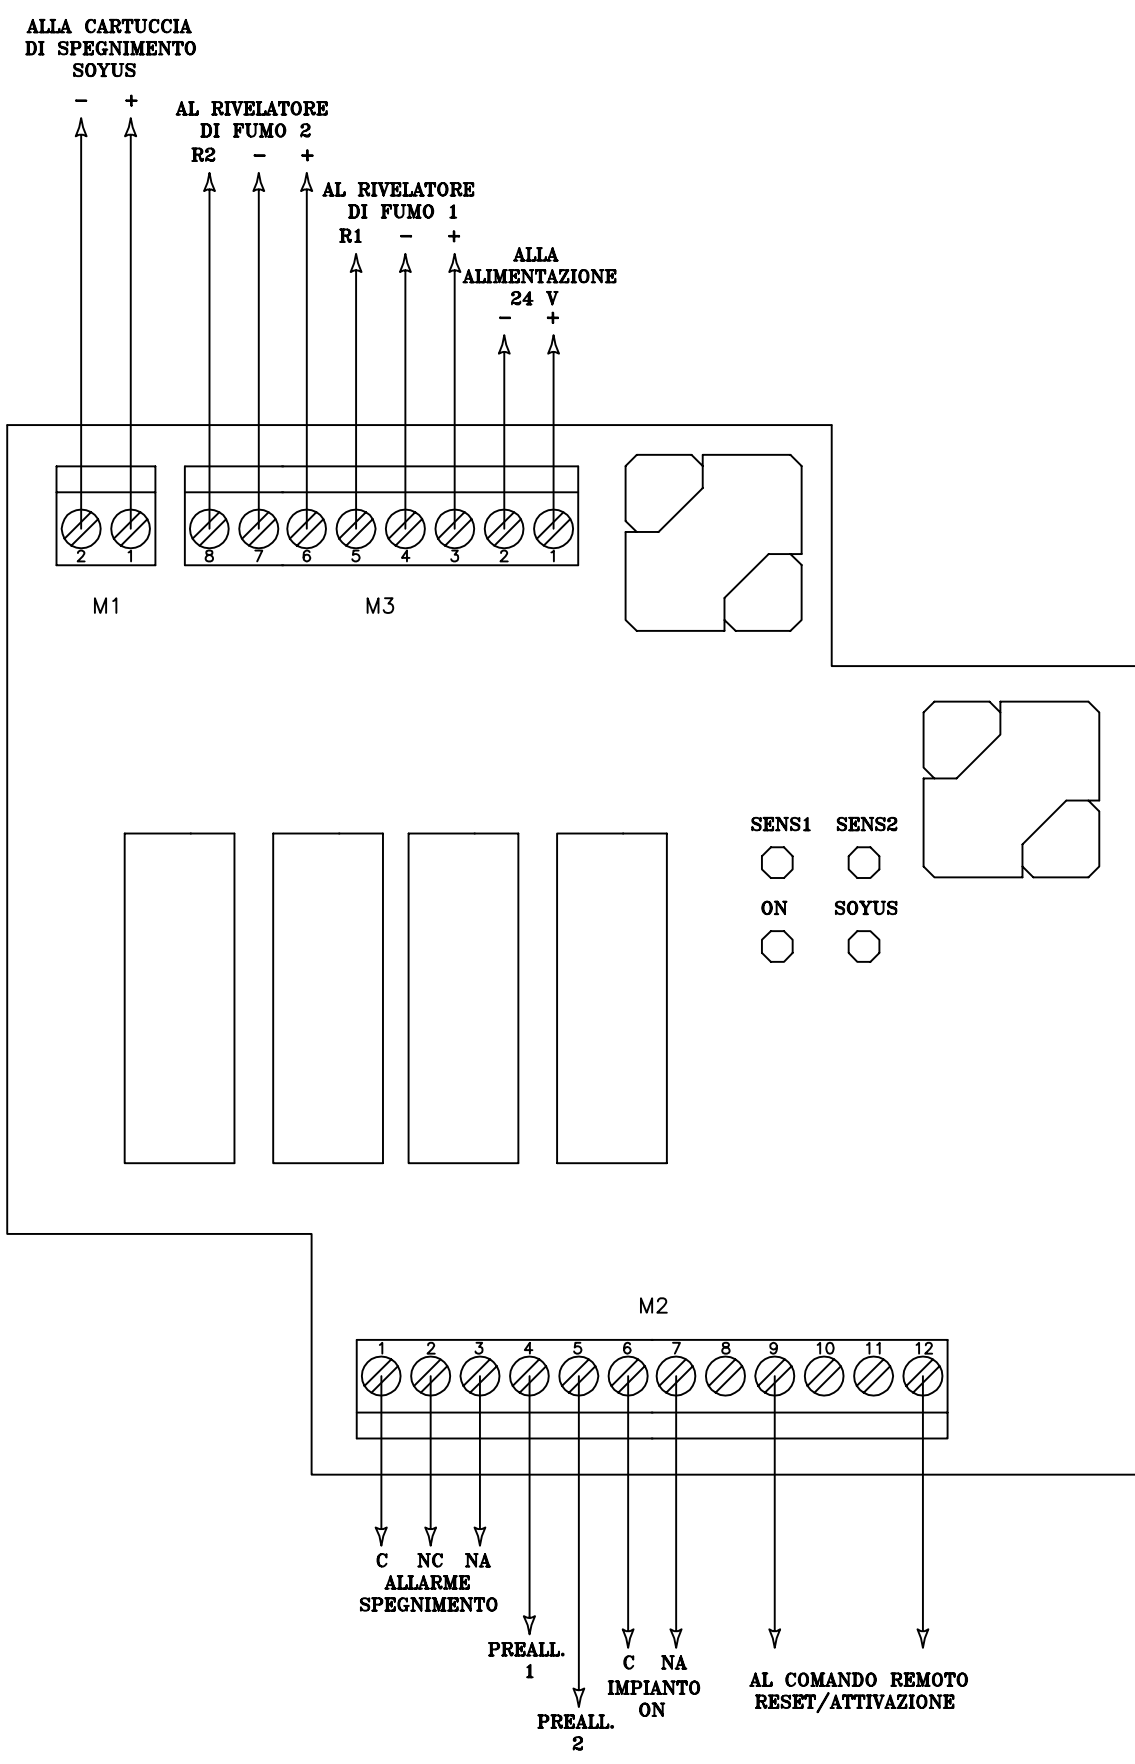 ALLA CARTUCCIA
DI SPEGNIMENTO
SOYUS
- +
AL RIVELATORE
DI FUMO 2
R2 - +
AL RIVELATORE
DI FUMO 1
R1 - +
ALLA
ALIMENTAZIONE
24 V
- +
2 1
8 7 6 5 4 3 2 1
M1
M3
SENS1 SENS2
ON SOYUS
M2
1 2 3 4 5 6 7 8 9 10 11 12
C NC NA
ALLARME
SPEGNIMENTO
PREALL.
1
PREALL.
2
C NA
IMPIANTO
ON
AL COMANDO REMOTO
RESET/ATTIVAZIONE